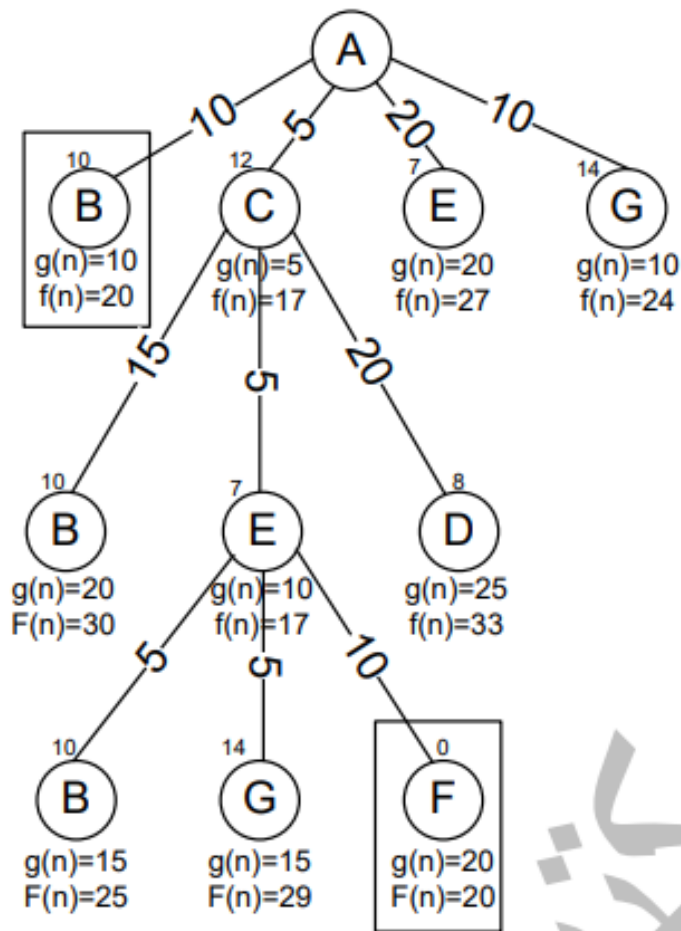 A
10 5 20 10
10 12 7 14
B C E G
g(n)=10 g(n)=5 g(n)=20 g(n)=10
f(n)=20 f(n)=17 f(n)=27 f(n)=24
15 5 20
10 7 8
B E D
g(n)=20 g(n)=10 g(n)=25
F(n)=30 f(n)=17 f(n)=33
5 5 10
10 14 0
B G F
g(n)=15 g(n)=15 g(n)=20
F(n)=25 F(n)=29 F(n)=20